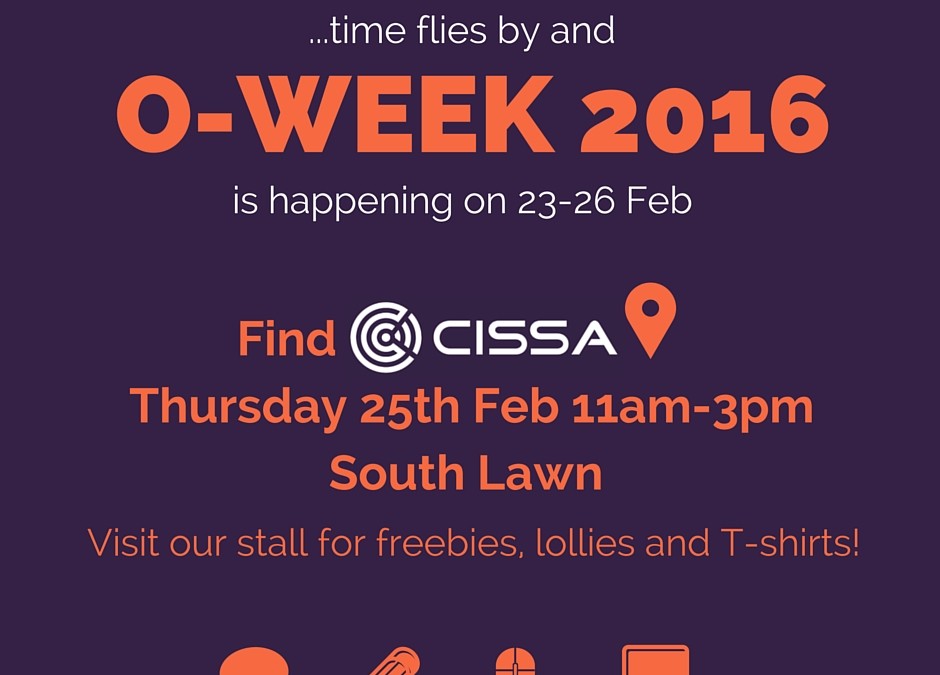 ...time flies by and
O-WEEK 2016
is happening on 23-26 Feb
Find CISSA
Thursday 25th Feb 11am-3pm
South Lawn
Visit our stall for freebies, lollies and T-shirts!